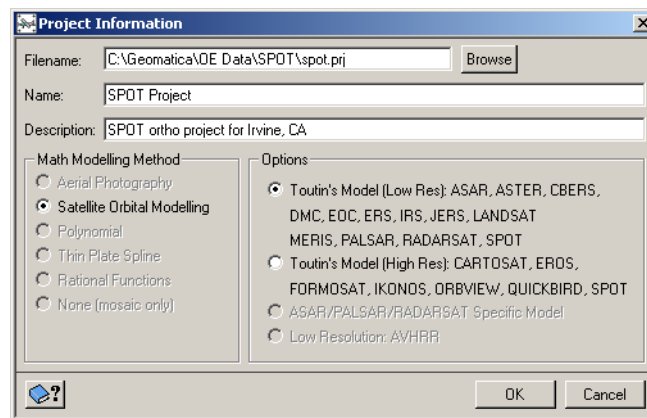 Project Information
Filename: C:\Geomatica\OE Data\SPOT\spot.prj Browse
Name: SPOT Project
Description: SPOT ortho project for Irvine, CA
Math Modelling Method
Aerial Photography
Satellite Orbital Modelling
Polynomial
Thin Plate Spline
Rational Functions
None (mosaic only)
Options
Toutin's Model (Low Res): ASAR, ASTER, CBERS,
DMC, EOC, ERS, IRS, JERS, LANDSAT
MERIS, PALSAR, RADARSAT, SPOT
Toutin's Model (High Res): CARTOSAT, EROS,
FORMOSAT, IKONOS, ORBVIEW, QUICKBIRD, SPOT
ASAR/PALSAR/RADARSAT Specific Model
Low Resolution: AVHRR
?
OK Cancel